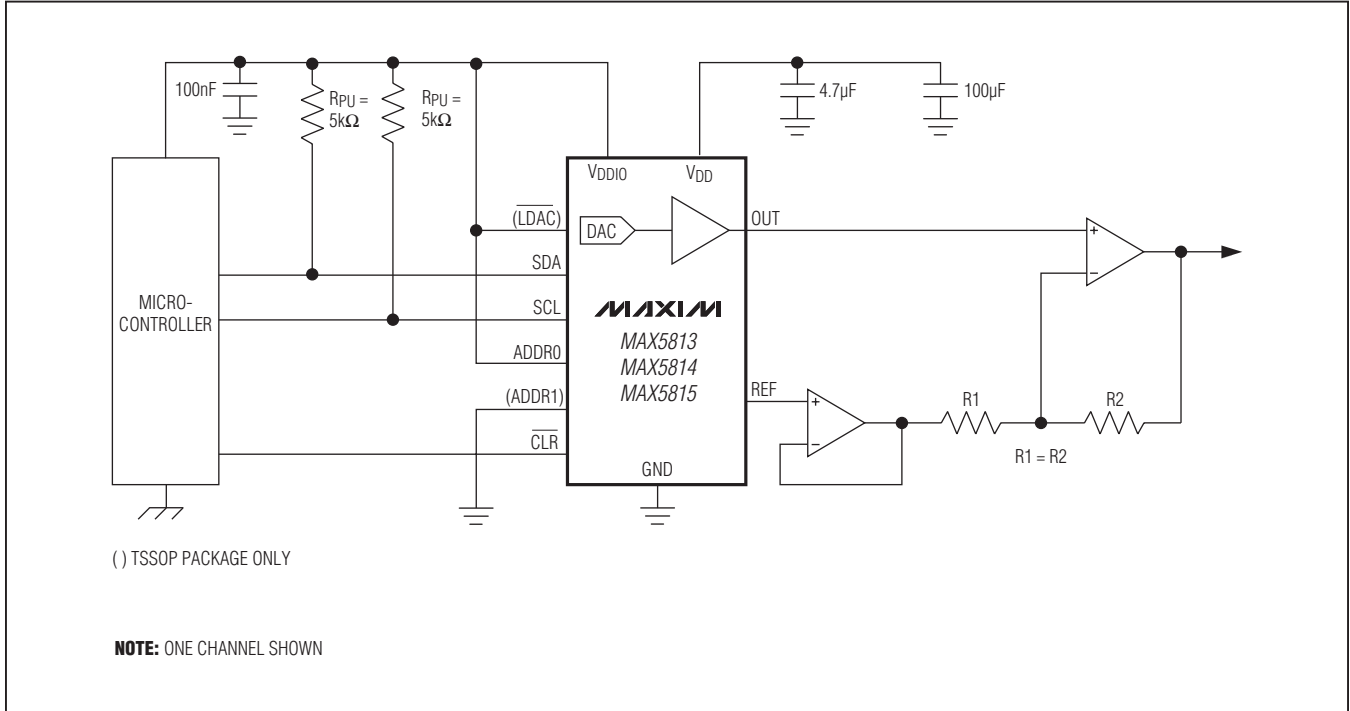 100nF
RPU =
5kΩ
RPU =
5kΩ
4.7µF
100µF
VDDIO
VDD
(LDAC)
DAC
OUT
SDA
MICRO-
CONTROLLER
SCL
MAXIM
MAX5813
MAX5814
MAX5815
ADDR0
(ADDR1)
REF
R1
R2
R1 = R2
CLR
GND
+
−
+
−
( ) TSSOP PACKAGE ONLY
NOTE: ONE CHANNEL SHOWN